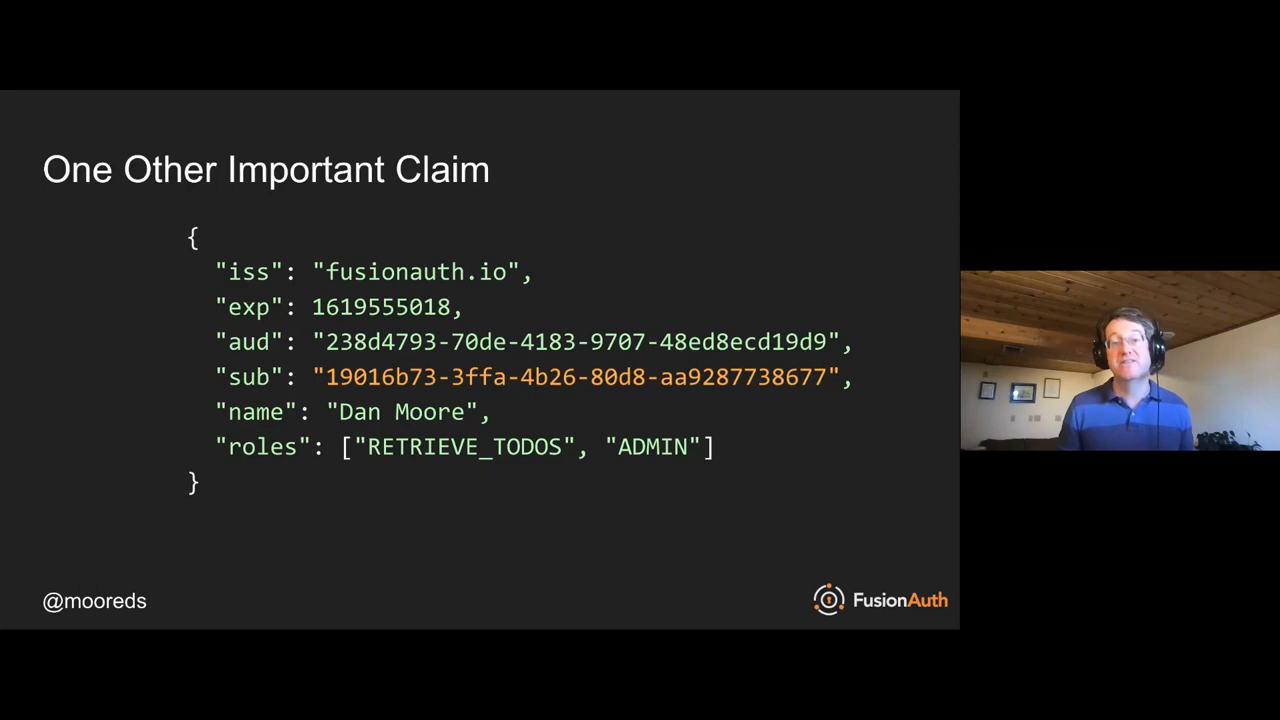 One Other Important Claim
{
"iss": "fusionauth.io",
"exp": 1619555018,
"aud": "238d4793-70de-4183-9707-48ed8ecd19d9",
"sub": "19016b73-3ffa-4b26-80d8-aa9287738677",
"name": "Dan Moore",
"roles": ["RETRIEVE_TODOS", "ADMIN"]
}
@mooreds
FusionAuth